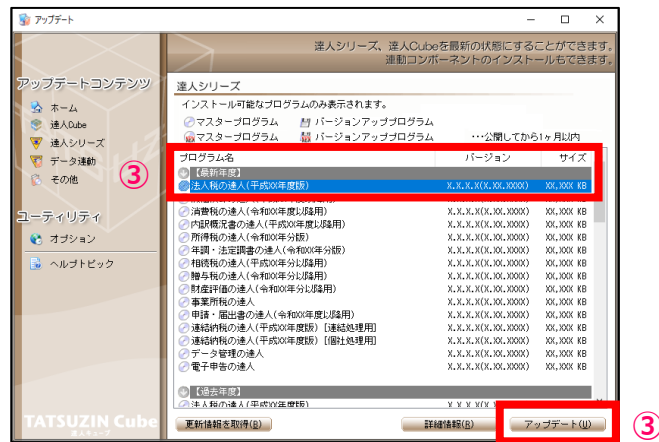 アップデート
達人シリーズ、達人Cubeを最新の状態にすることができます。
連動コンポーネントのインストールもできます。
アップデートコンテンツ
ホーム
達人Cube
達人シリーズ
データ連動
その他
③
ユーティリティ
オプション
ヘルプトピック
TATSUZIN Cube
達人キューブ
達人シリーズ
インストール可能なプログラムのみ表示されます。
マスタープログラム バージョンアッププログラム
マスタープログラム バージョンアッププログラム ・・・公開してから1ヶ月以内
プログラム名 バージョン サイズ
【最新年度】
法人税の達人(平成XX年度版) X.X.X.X(X.XX.XXXX) XX,XXX KB
消費税の達人(令和XX年度以降用) X.X.X.X(X.XX.XXXX) XX,XXX KB
内訳概況書の達人(平成XX年度以降用) X.X.X.X(X.XX.XXXX) XX,XXX KB
所得税の達人(令和XX年分版) X.X.X.X(X.XX.XXXX) XX,XXX KB
年調・法定調書の達人(令和XX年分版) X.X.X.X(X.XX.XXXX) XX,XXX KB
相続税の達人(平成XX年分以降用) X.X.X.X(X.XX.XXXX) XX,XXX KB
贈与税の達人(令和XX年分以降用) X.X.X.X(X.XX.XXXX) XX,XXX KB
財産評価の達人(令和XX年分以降用) X.X.X.X(X.XX.XXXX) XX,XXX KB
事業所税の達人 X.X.X.X(X.XX.XXXX) XX,XXX KB
申請・届出書の達人(令和XX年度以降用) X.X.X.X(X.XX.XXXX) XX,XXX KB
連結納税の達人(平成XX年度版)［連結処理用］ X.X.X.X(X.XX.XXXX) XX,XXX KB
連結納税の達人(平成XX年度版)［個社処理用］ X.X.X.X(X.XX.XXXX) XX,XXX KB
データ管理の達人 X.X.X.X(X.XX.XXXX) XX,XXX KB
電子申告の達人 X.X.X.X(X.XX.XXXX) XX,XXX KB
【過去年度】
法人税の達人(平成XX年度版)
更新情報を取得(B) 詳細情報(R) アップデート(U)
③